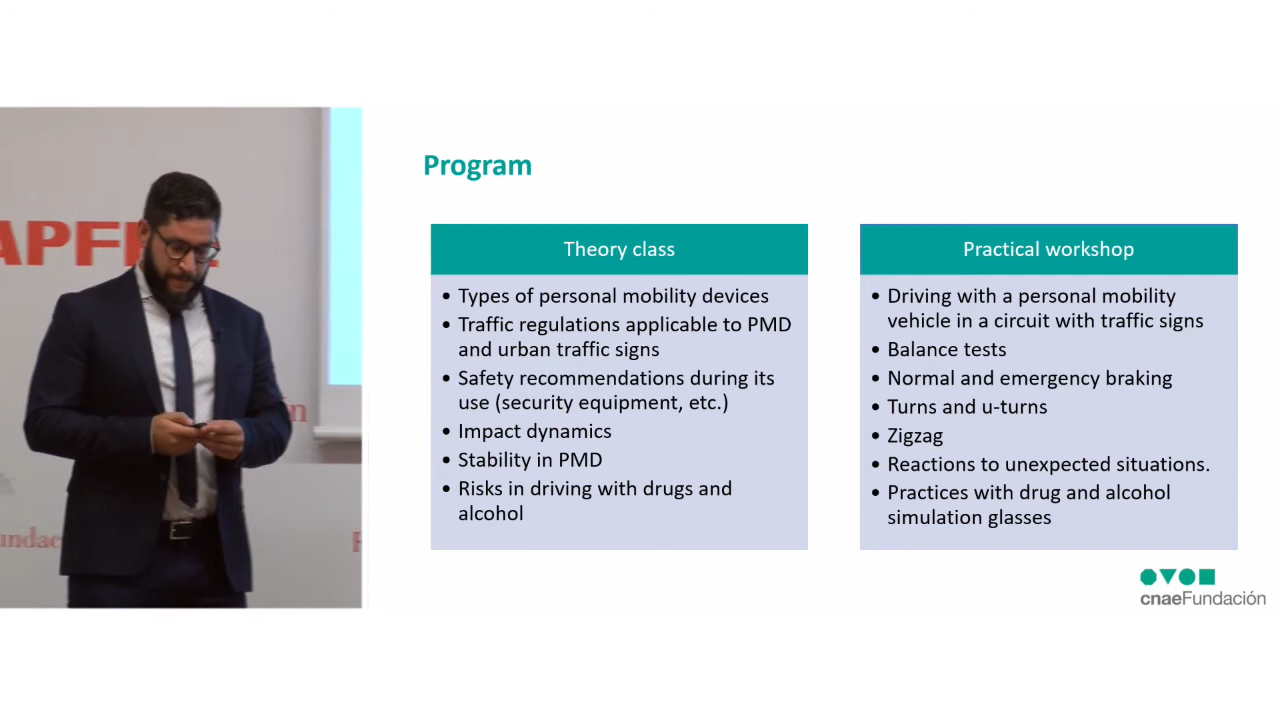 Program
Theory class
• Types of personal mobility devices
• Traffic regulations applicable to PMD
and urban traffic signs
• Safety recommendations during its
use (security equipment, etc.)
• Impact dynamics
• Stability in PMD
• Risks in driving with drugs and
alcohol
Practical workshop
• Driving with a personal mobility
vehicle in a circuit with traffic signs
• Balance tests
• Normal and emergency braking
• Turns and u-turns
• Zigzag
• Reactions to unexpected situations.
• Practices with drug and alcohol
simulation glasses
cnaeFundación